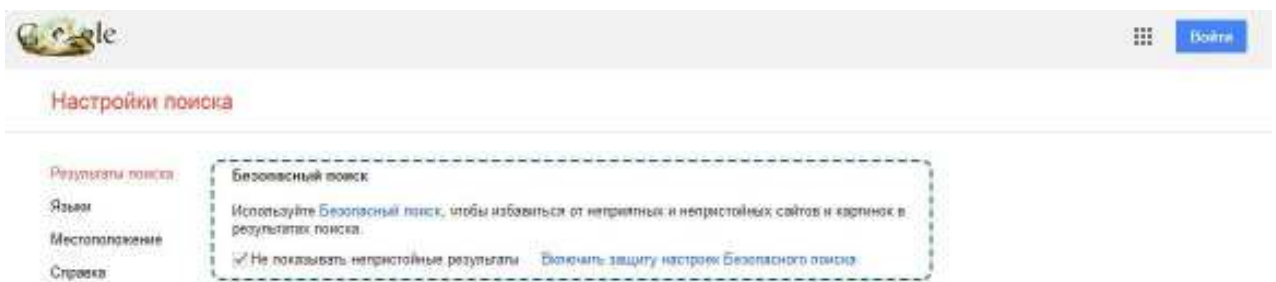 Google
Войти
Настройки поиска
Результаты поиска
Языки
Местоположение
Справка
Безопасный поиск
Используйте Безопасный поиск, чтобы избавиться от неприятных и непристойных сайтов и картинок в
результатах поиска.
Не показывать непристойные результаты Включить защиту настроек Безопасного поиска